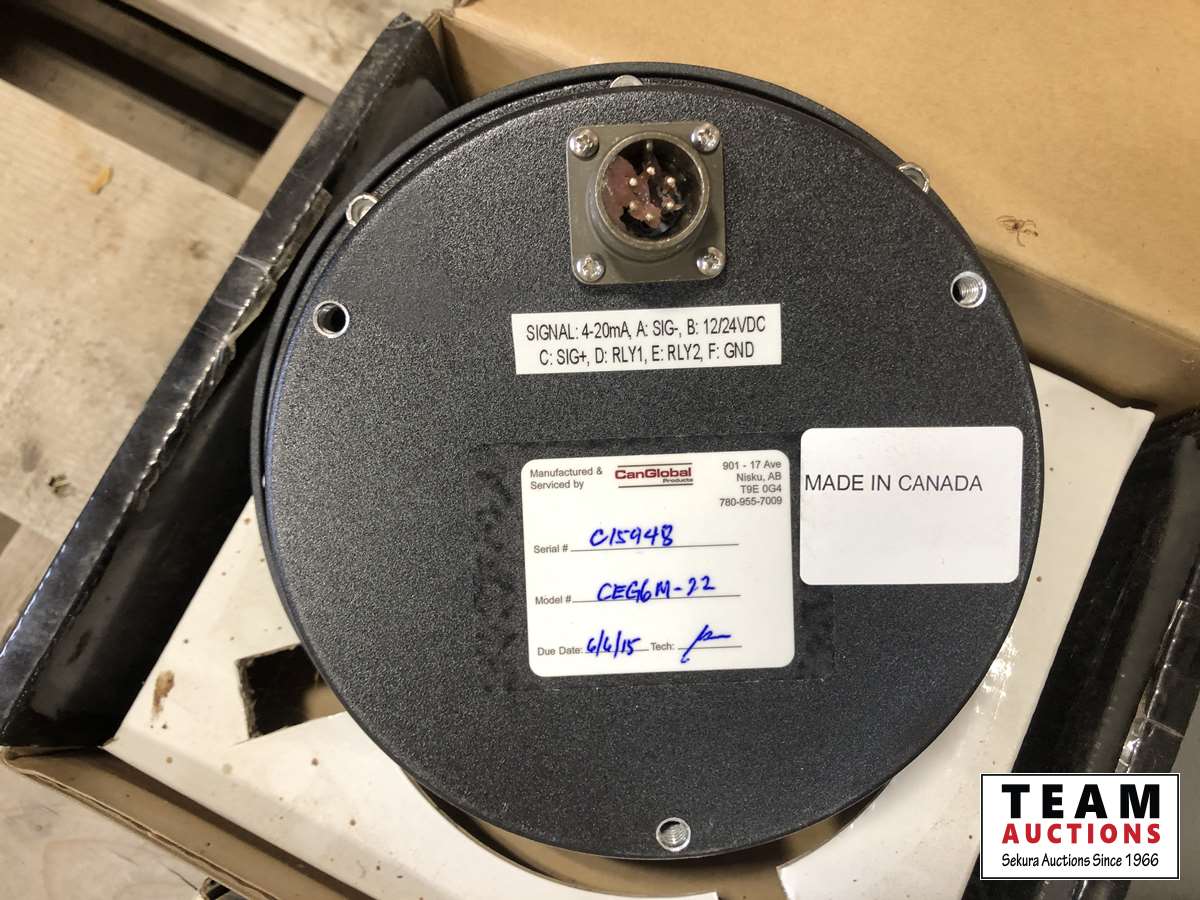 SIGNAL: 4-20mA, A: SIG-, B: 12/24VDC
C: SIG+, D: RLY1, E: RLY2, F: GND
Manufactured &
Serviced by
CanGlobal
Products
901 - 17 Ave
Nisku, AB
T9E 0G4
780-955-7009
Serial # C15948
Model # CEG6M-22
Due Date: 6/6/15 Tech:
MADE IN CANADA
TEAM
AUCTIONS
Sekura Auctions Since 1966